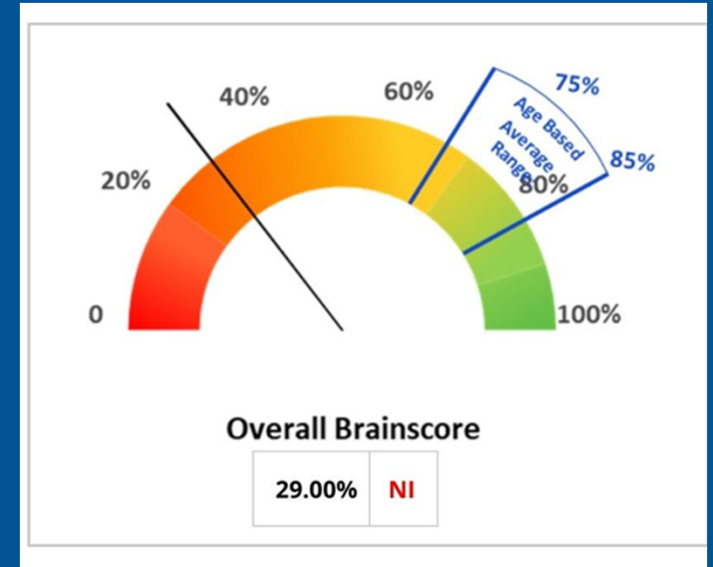 0
20%
40%
60%
80%
100%
75%
85%
Age Based
Average
Range
Overall Brainscore
29.00% NI